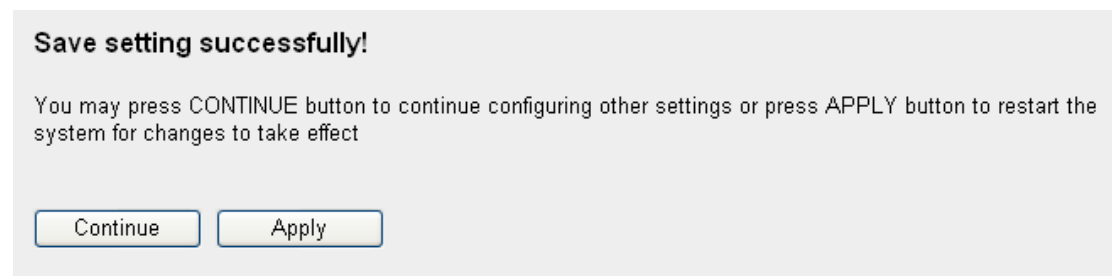 Save setting successfully!
You may press CONTINUE button to continue configuring other settings or press APPLY button to restart the
system for changes to take effect
Continue
Apply